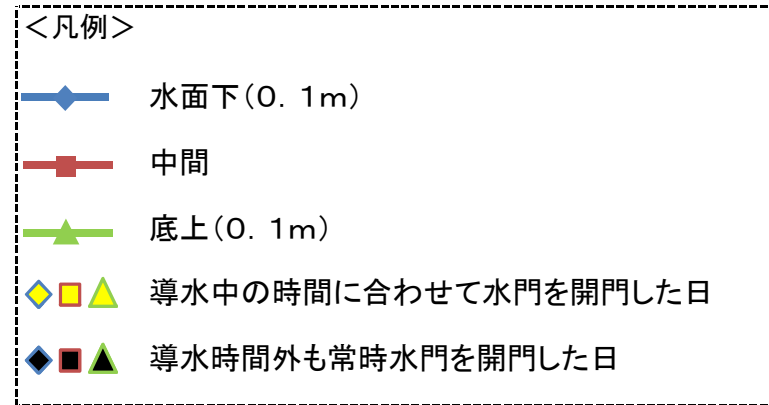 ＜凡例＞
水面下（０．１ｍ）
中間
底上（０．１ｍ）
導水中の時間に合わせて水門を開門した日
導水時間外も常時水門を開門した日